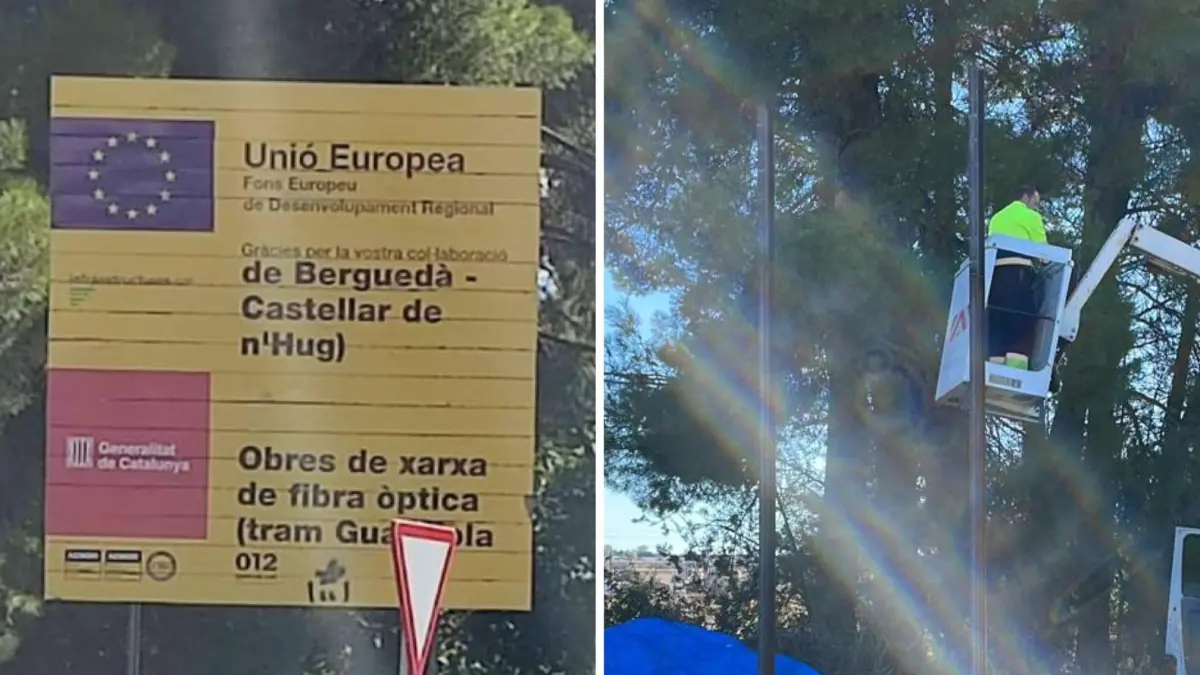 Unió Europea
Fons Europeu
de Desenvolupament Regional
Gràcies per la vostra col·laboració
de Berguedà -
Castellar de
n'Hug)
Generalitat
de Catalunya
Obres de xarxa
de fibra òptica
(tram
012